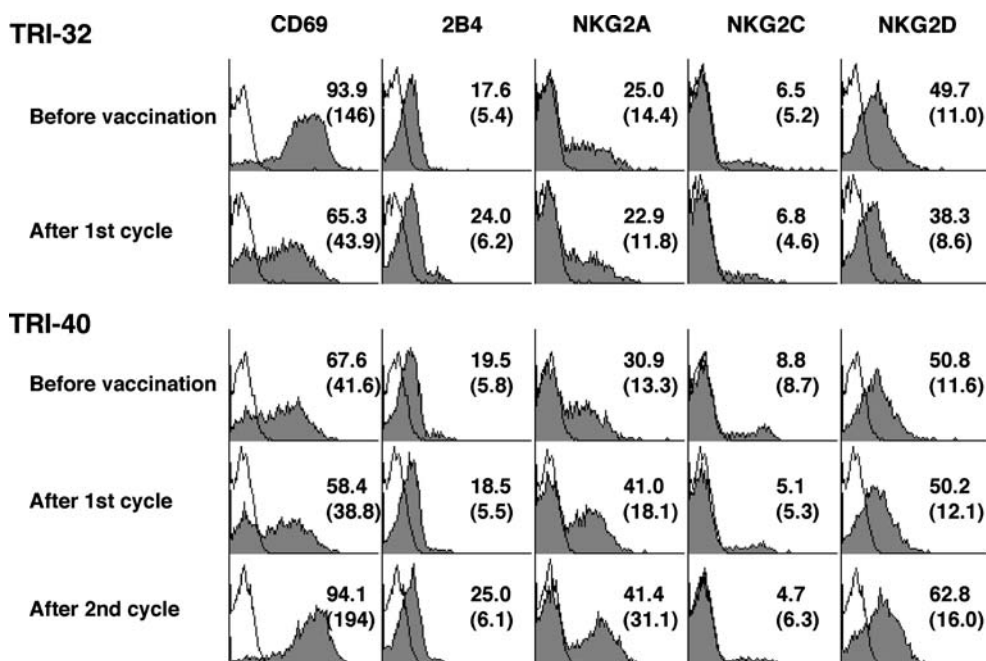 TRI-32
CD69 2B4 NKG2A NKG2C NKG2D
Before vaccination
93.9 17.6 25.0 6.5 49.7
(146) (5.4) (14.4) (5.2) (11.0)
After 1st cycle
65.3 24.0 22.9 6.8 38.3
(43.9) (6.2) (11.8) (4.6) (8.6)
TRI-40
Before vaccination
67.6 19.5 30.9 8.8 50.8
(41.6) (5.8) (13.3) (8.7) (11.6)
After 1st cycle
58.4 18.5 41.0 5.1 50.2
(38.8) (5.5) (18.1) (5.3) (12.1)
After 2nd cycle
94.1 25.0 41.4 4.7 62.8
(194) (6.1) (31.1) (6.3) (16.0)